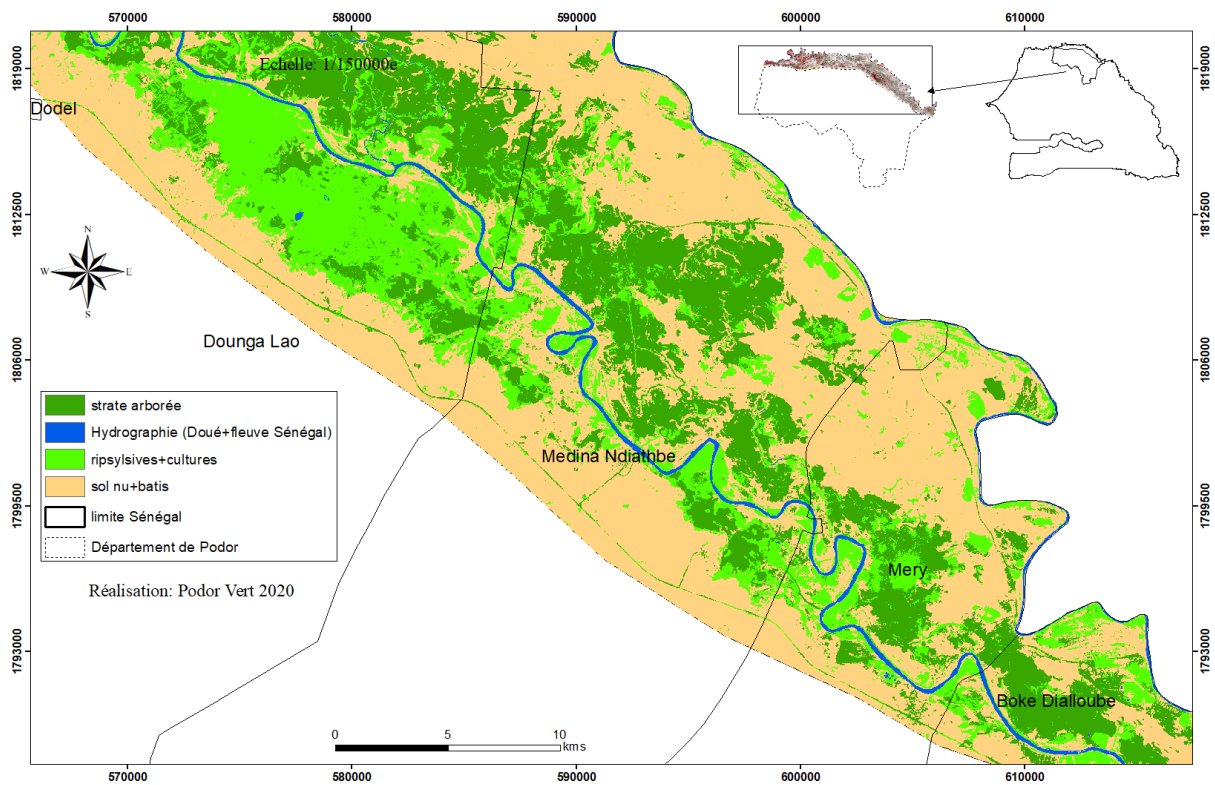 570000 580000 590000 600000 610000
1819000
1819000
Echelle: 1/150000e
Dodel
1812500
1812500
N
W E
S
Dounga Lao
1806000
1806000
strate arborée
Hydrographie (Doué+fleuve Sénégal)
ripsylsives+cultures
sol nu+batis
limite Sénégal
Département de Podor
Medina Ndiathbe
1799500
1799500
Mery
Réalisation: Podor Vert 2020
1793000
1793000
Boke Dialloube
0 5 10
kms
570000 580000 590000 600000 610000